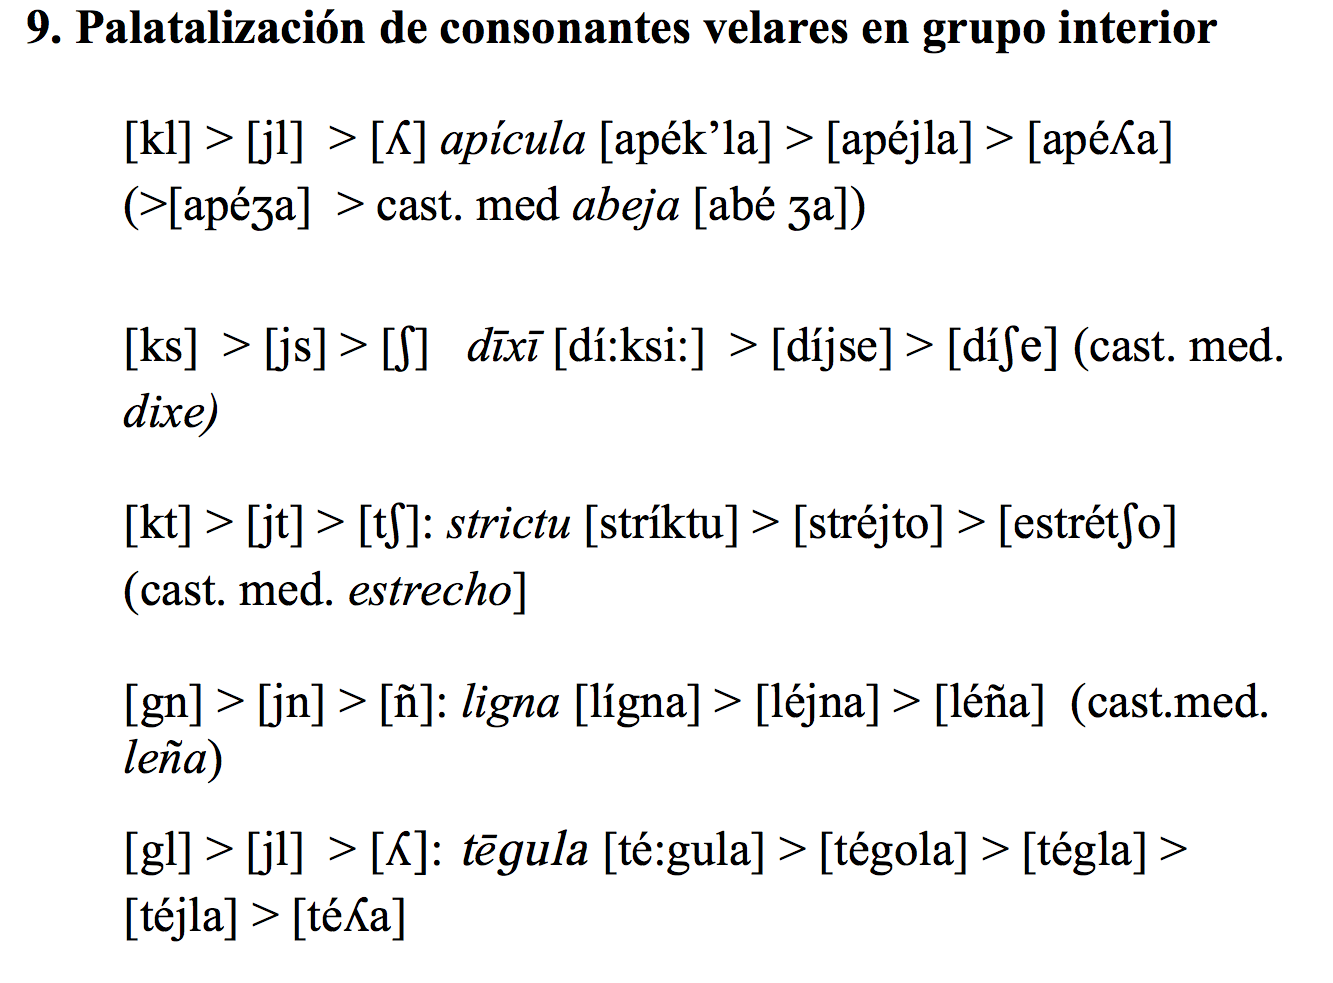 9. Palatalización de consonantes velares en grupo interior
[kl] > [jl]  > [ʎ] apícula [apék’la] > [apéjla] > [apéʎa]
(>[apéʒa]  > cast. med abeja [abé ʒa])
[ks]  > [js] > [ʃ]   dīxī [dí:ksi:]  > [díjse] > [díʃe] (cast. med.
dixe)
[kt] > [jt] > [tʃ]: strictu [stríktu] > [stréjto] > [estrétʃo]
(cast. med. estrecho]
[gn] > [jn] > [ñ]: ligna [lígna] > [léjna] > [léña]  (cast.med.
leña)
[gl] > [jl]  > [ʎ]: tēgula [té:gula] > [tégola] > [tégla] >
[téjla] > [téʎa]